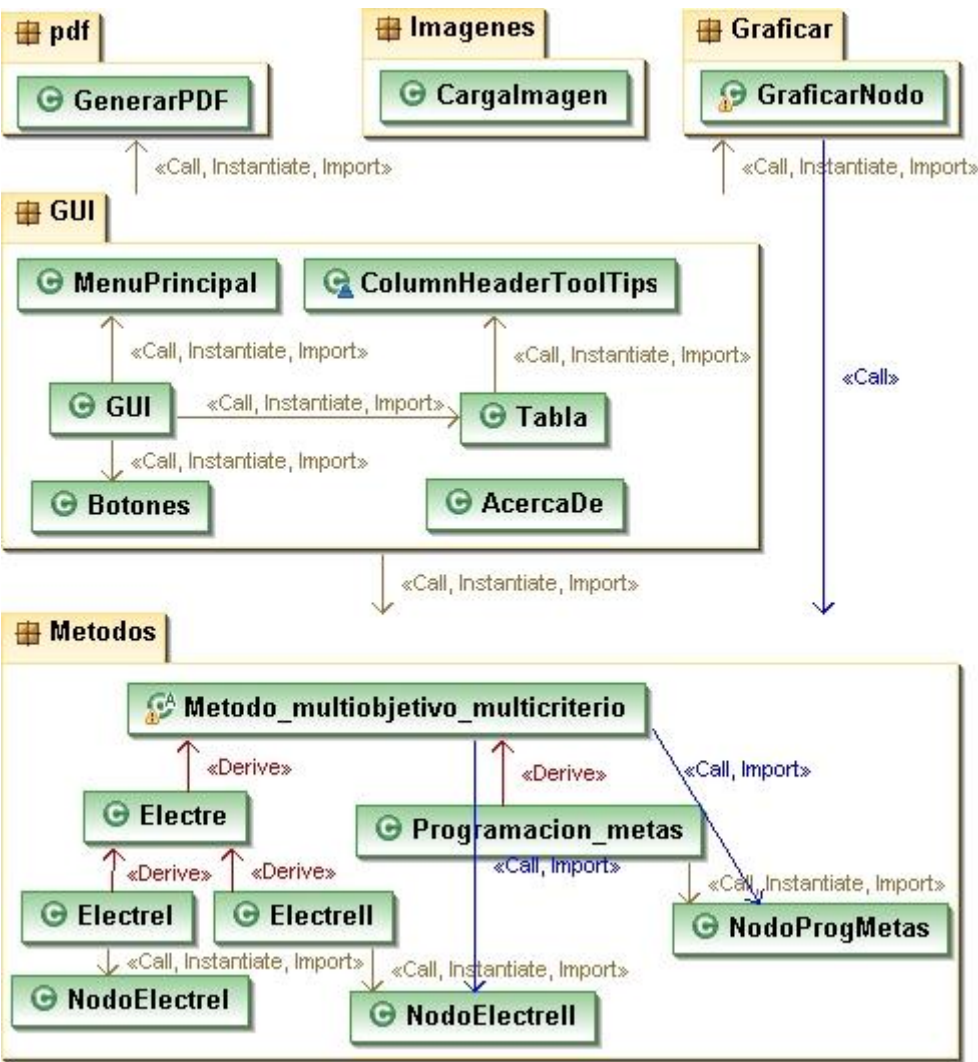 pdf
GenerarPDF
Imagenes
CargaImagen
Graficar
GraficarNodo
«Call, Instantiate, Import»
«Call, Instantiate, Import»
GUI
MenuPrincipal
ColumnHeaderToolTips
«Call, Instantiate, Import»
«Call, Instantiate, Import»
«Call»
GUI
«Call, Instantiate, Import»
Tabla
«Call, Instantiate, Import»
Botones
AcercaDe
«Call, Instantiate, Import»
Metodos
Metodo_multiobjetivo_multicriterio
«Derive»
«Derive»
«Call, Import»
Electre
Programacion_metas
«Derive»
«Derive»
«Call, Import»
«Call, Instantiate, Import»
ElectreI
ElectreII
NodoProgMetas
«Call, Instantiate, Import»
«Call, Instantiate, Import»
NodoElectreI
NodoElectreII